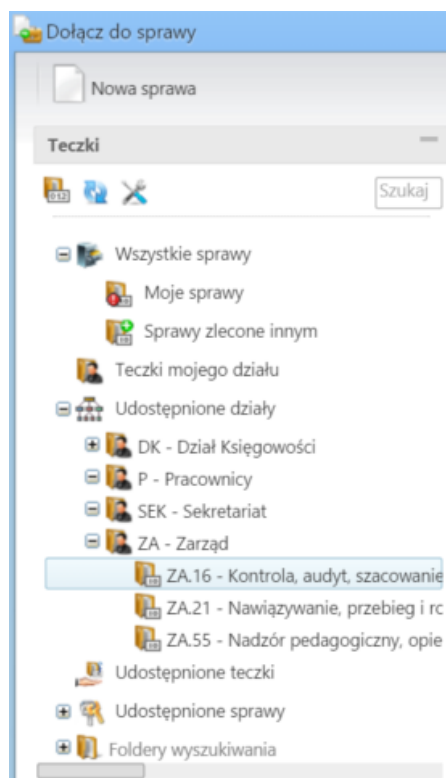 Dołącz do sprawy
Nowa sprawa
Teczki
Szukaj
Wszystkie sprawy
Moje sprawy
Sprawy zlecone innym
Teczki mojego działu
Udostępnione działy
DK - Dział Księgowości
P - Pracownicy
SEK - Sekretariat
ZA - Zarząd
ZA.16 - Kontrola, audyt, szacowanie
ZA.21 - Nawiązywanie, przebieg i
ZA.55 - Nadzór pedagogiczny, opie
Udostępnione teczki
Udostępnione sprawy
Foldery wyszukiwania